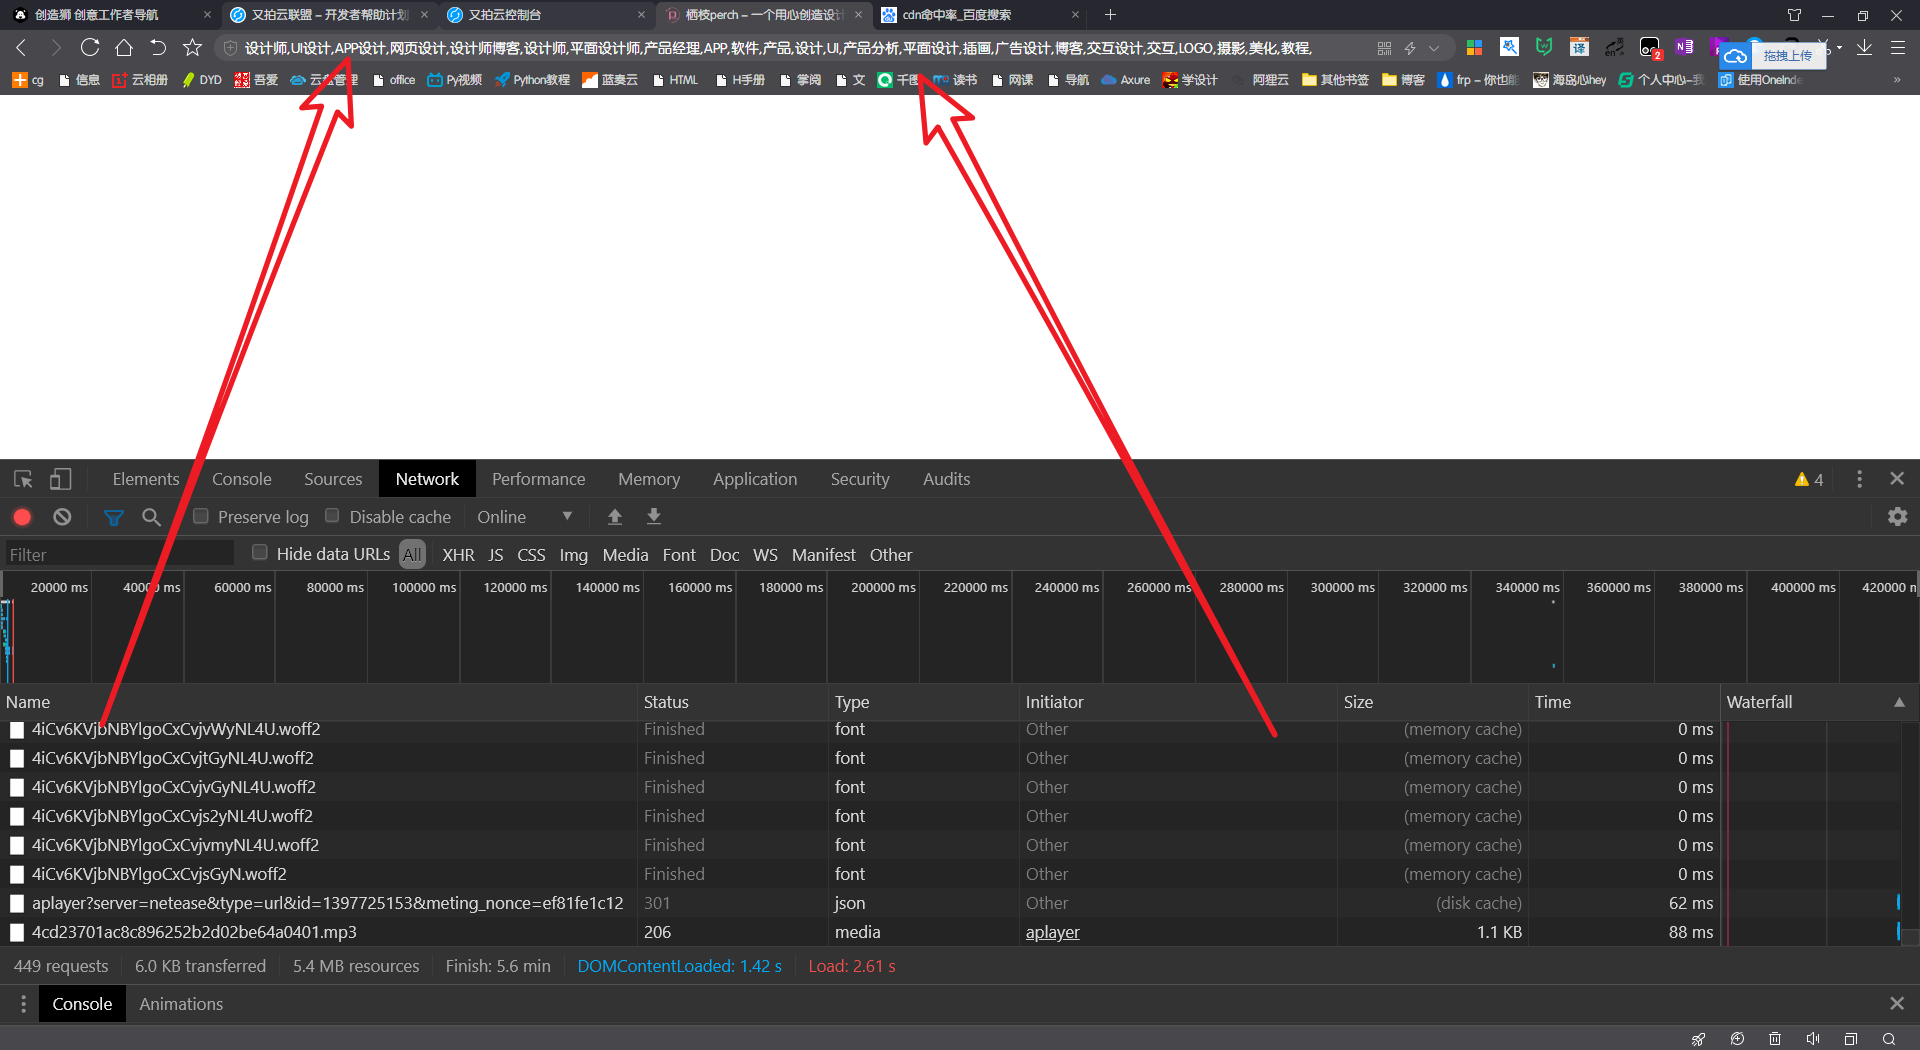 创造狮 创意工作者导航
又拍云联盟 – 开发者帮助计划
又拍云控制台
栖桉perch – 一个用心创造设计
cdn命中率_百度搜索
设计师,UI设计,APP设计,网页设计,设计师博客,设计师,平面设计师,产品经理,APP,软件,产品,设计,UI,产品分析,平面设计,插画,广告设计,博客,交互设计,交互,LOGO,摄影,美化,教程,
译
en
2
拖拽上传
cg 信息 云相册 DYD 吾爱 云盘管理 office Py视频 Python教程 蓝奏云 HTML H手册 掌阅 文 千图 读书 网课 导航 Axure 学设计 阿里云 其他书签 博客 frp – 你也能 海岛心hey 个人中心–我 使用OneInde »
Elements Console Sources Network Performance Memory Application Security Audits 4
Preserve log Disable cache Online
Filter Hide data URLs All XHR JS CSS Img Media Font Doc WS Manifest Other
20000 ms 40000 ms 60000 ms 80000 ms 100000 ms 120000 ms 140000 ms 160000 ms 180000 ms 200000 ms 220000 ms 240000 ms 260000 ms 280000 ms 300000 ms 320000 ms 340000 ms 360000 ms 380000 ms 400000 ms 420000 m
Name Status Type Initiator Size Time Waterfall
4iCv6KVjbNBYlgoCxCvjvWyNL4U.woff2 Finished font Other (memory cache) 0 ms
4iCv6KVjbNBYlgoCxCvjtGyNL4U.woff2 Finished font Other (memory cache) 0 ms
4iCv6KVjbNBYlgoCxCvjvGyNL4U.woff2 Finished font Other (memory cache) 0 ms
4iCv6KVjbNBYlgoCxCvjs2yNL4U.woff2 Finished font Other (memory cache) 0 ms
4iCv6KVjbNBYlgoCxCvjvmyNL4U.woff2 Finished font Other (memory cache) 0 ms
4iCv6KVjbNBYlgoCxCvjsGyN.woff2 Finished font Other (memory cache) 0 ms
aplayer?server=netease&type=url&id=1397725153&meting_nonce=ef81fe1c12 301 json Other (disk cache) 62 ms
4cd23701ac8c896252b2d02be64a0401.mp3 206 media aplayer 1.1 KB 88 ms
449 requests 6.0 KB transferred 5.4 MB resources Finish: 5.6 min DOMContentLoaded: 1.42 s Load: 2.61 s
Console Animations